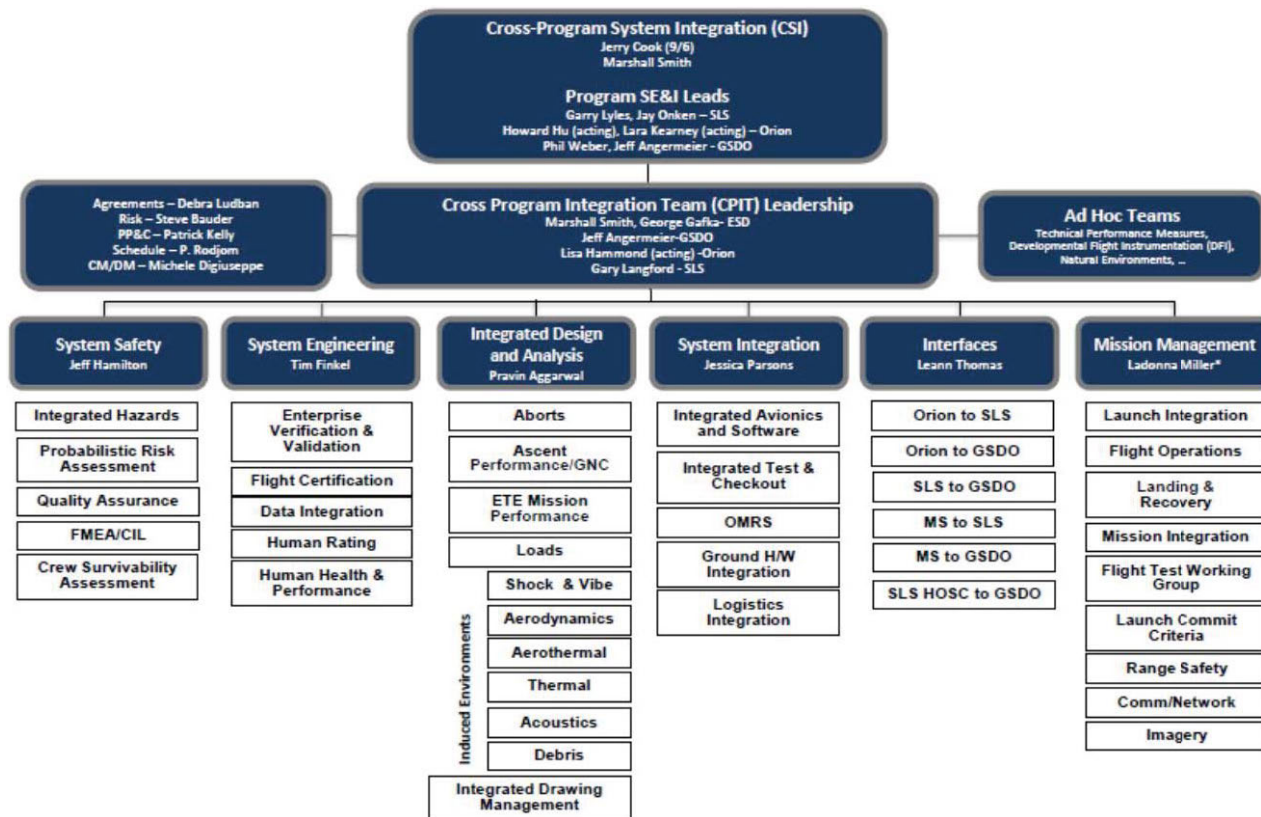 Cross-Program System Integration (CSI)
Jerry Cook (9/6)
Marshall Smith
Program SE&I Leads
Garry Lyles, Jay Onken – SLS
Howard Hu (acting), Lara Kearney (acting) – Orion
Phil Weber, Jeff Angermeier - GSDO
Agreements – Debra Ludban
Risk – Steve Bauder
PP&C – Patrick Kelly
Schedule – P. Rodjom
CM/DM – Michele Digiuseppe
Cross Program Integration Team (CPIT) Leadership
Marshall Smith, George Gafka- ESD
Jeff Angermeier-GSDO
Lisa Hammond (acting) -Orion
Gary Langford - SLS
Ad Hoc Teams
Technical Performance Measures,
Developmental Flight Instrumentation (DFI),
Natural Environments, ...
System Safety
Jeff Hamilton
Integrated Hazards
Probabilistic Risk
Assessment
Quality Assurance
FMEA/CIL
Crew Survivability
Assessment
System Engineering
Tim Finkel
Enterprise
Verification &
Validation
Flight Certification
Data Integration
Human Rating
Human Health &
Performance
Integrated Design
and Analysis
Pravin Aggarwal
Aborts
Ascent
Performance/GNC
ETE Mission
Performance
Loads
Induced Environments
Shock & Vibe
Aerodynamics
Aerothermal
Thermal
Acoustics
Debris
Integrated Drawing
Management
System Integration
Jessica Parsons
Integrated Avionics
and Software
Integrated Test &
Checkout
OMRS
Ground H/W
Integration
Logistics
Integration
Interfaces
Leann Thomas
Orion to SLS
Orion to GSDO
SLS to GSDO
MS to SLS
MS to GSDO
SLS HOSC to GSDO
Mission Management
Ladonna Miller*
Launch Integration
Flight Operations
Landing &
Recovery
Mission Integration
Flight Test Working
Group
Launch Commit
Criteria
Range Safety
Comm/Network
Imagery